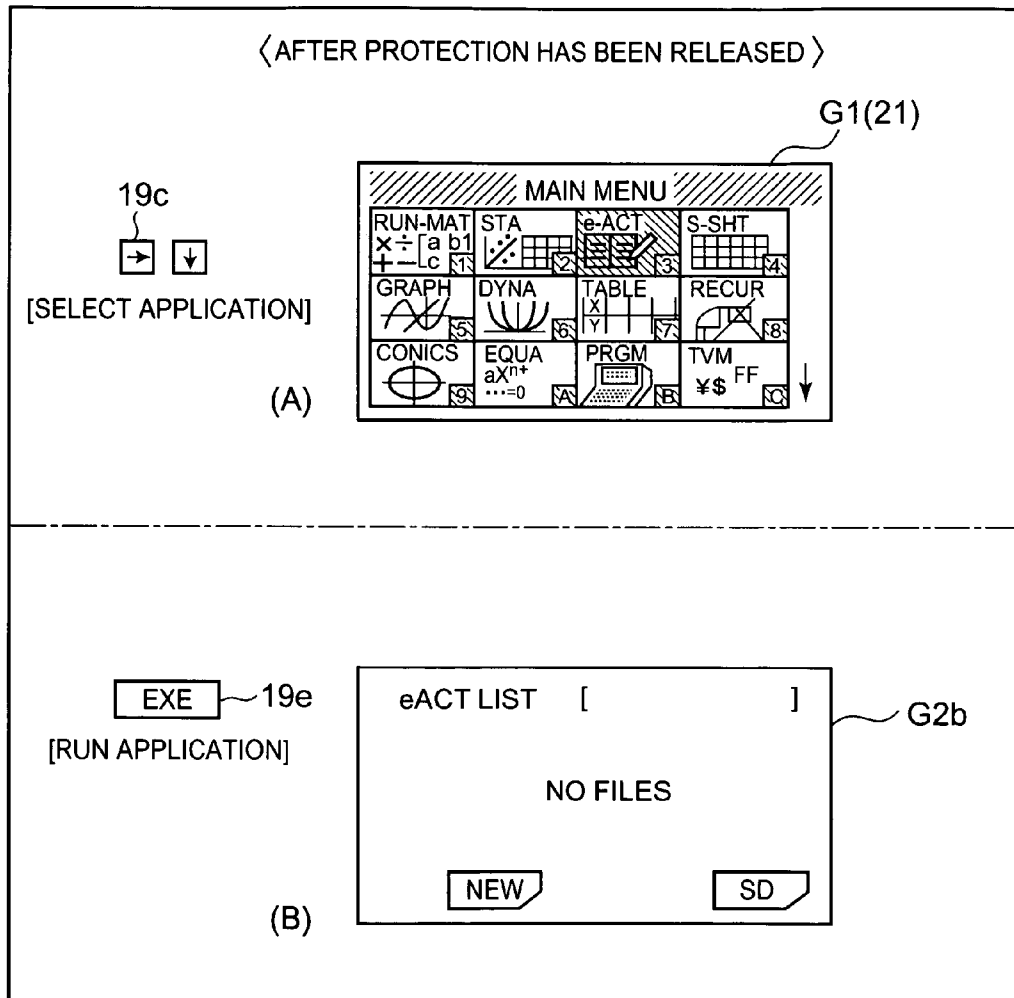 〈AFTER PROTECTION HAS BEEN RELEASED〉
G1(21)
19c
→ ↓
[SELECT APPLICATION]
(A)
MAIN MENU
RUN-MAT STA e-ACT S-SHT
×÷[a b1
+−c 1 2 3 4
GRAPH DYNA TABLE RECUR
X
Y
5 6 7 8
CONICS EQUA PRGM TVM
aXⁿ⁺
···=0
¥$ FF
9 A B C
↓
EXE
19e
[RUN APPLICATION]
(B)
eACT LIST [ ]
G2b
NO FILES
NEW SD